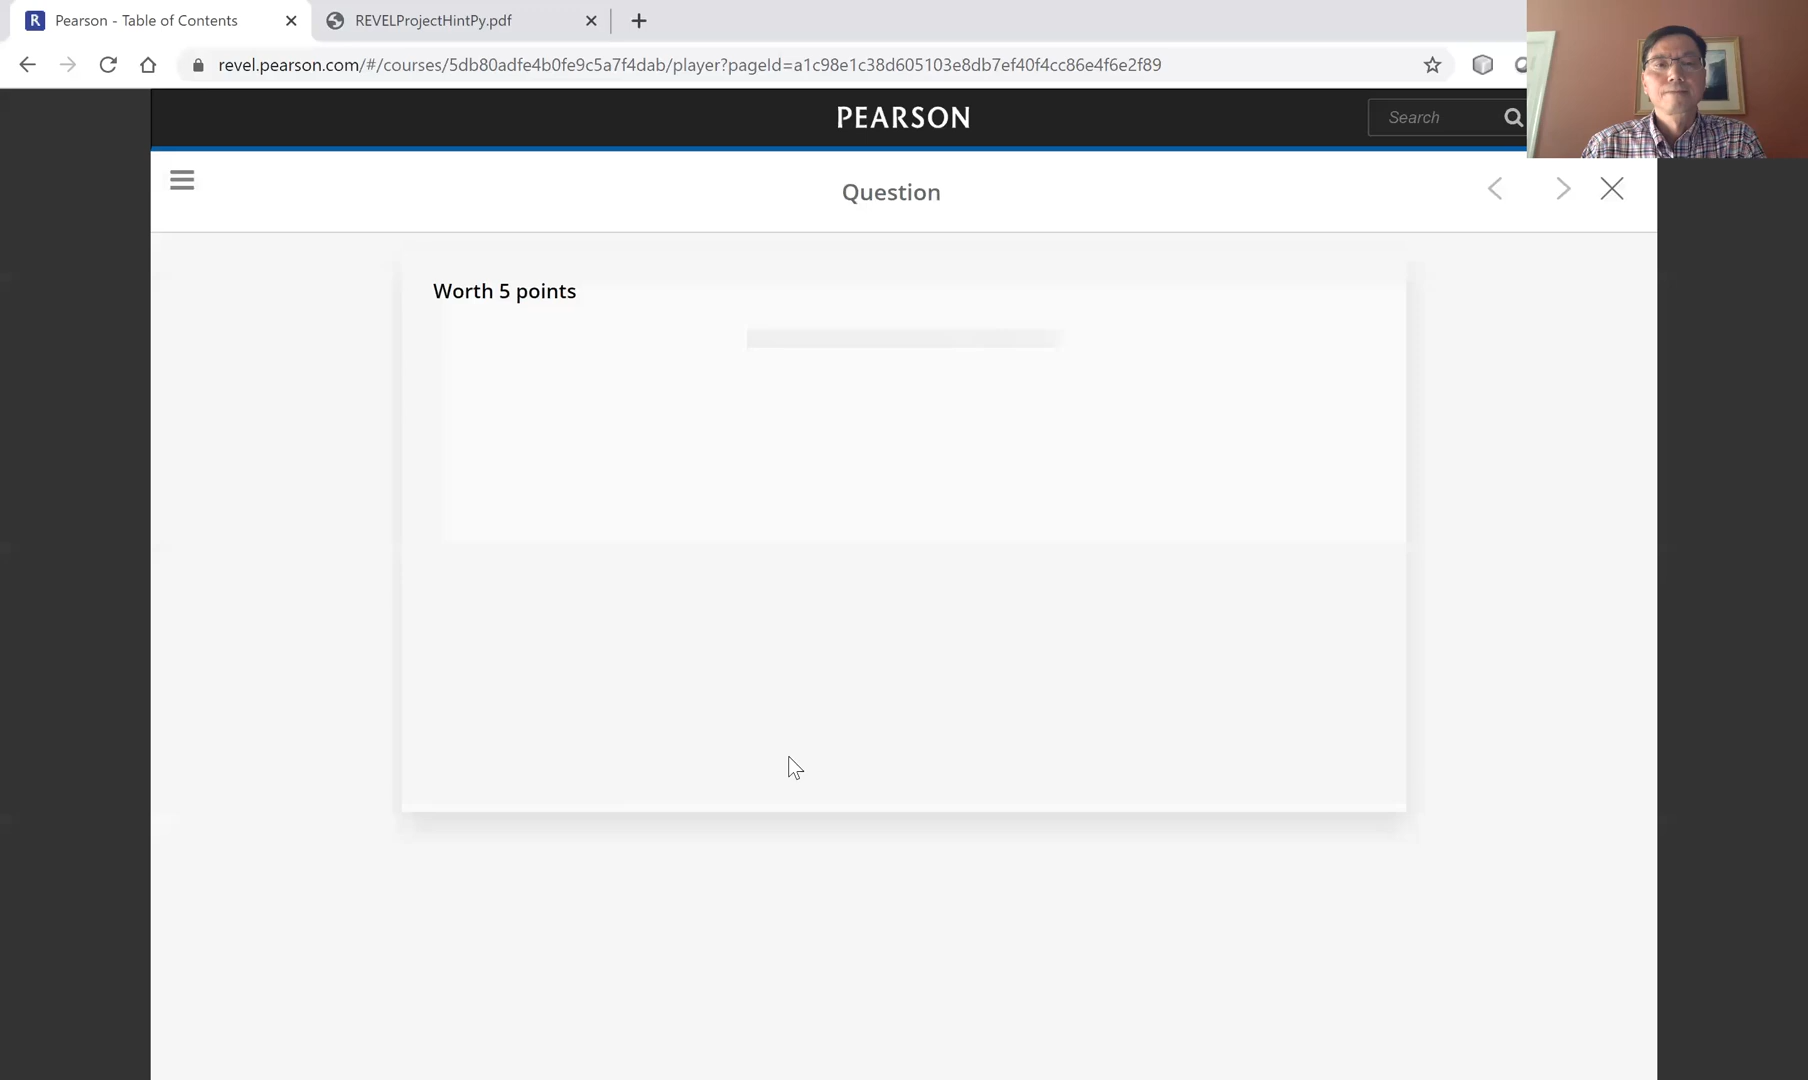 Pearson - Table of Contents
REVELProjectHintPy.pdf
revel.pearson.com/#/courses/5db80adfe4b0fe9c5a7f4dab/player?pageId=a1c98e1c38d605103e8db7ef40f4cc86e4f6e2f89
PEARSON
Search
Question
Worth 5 points